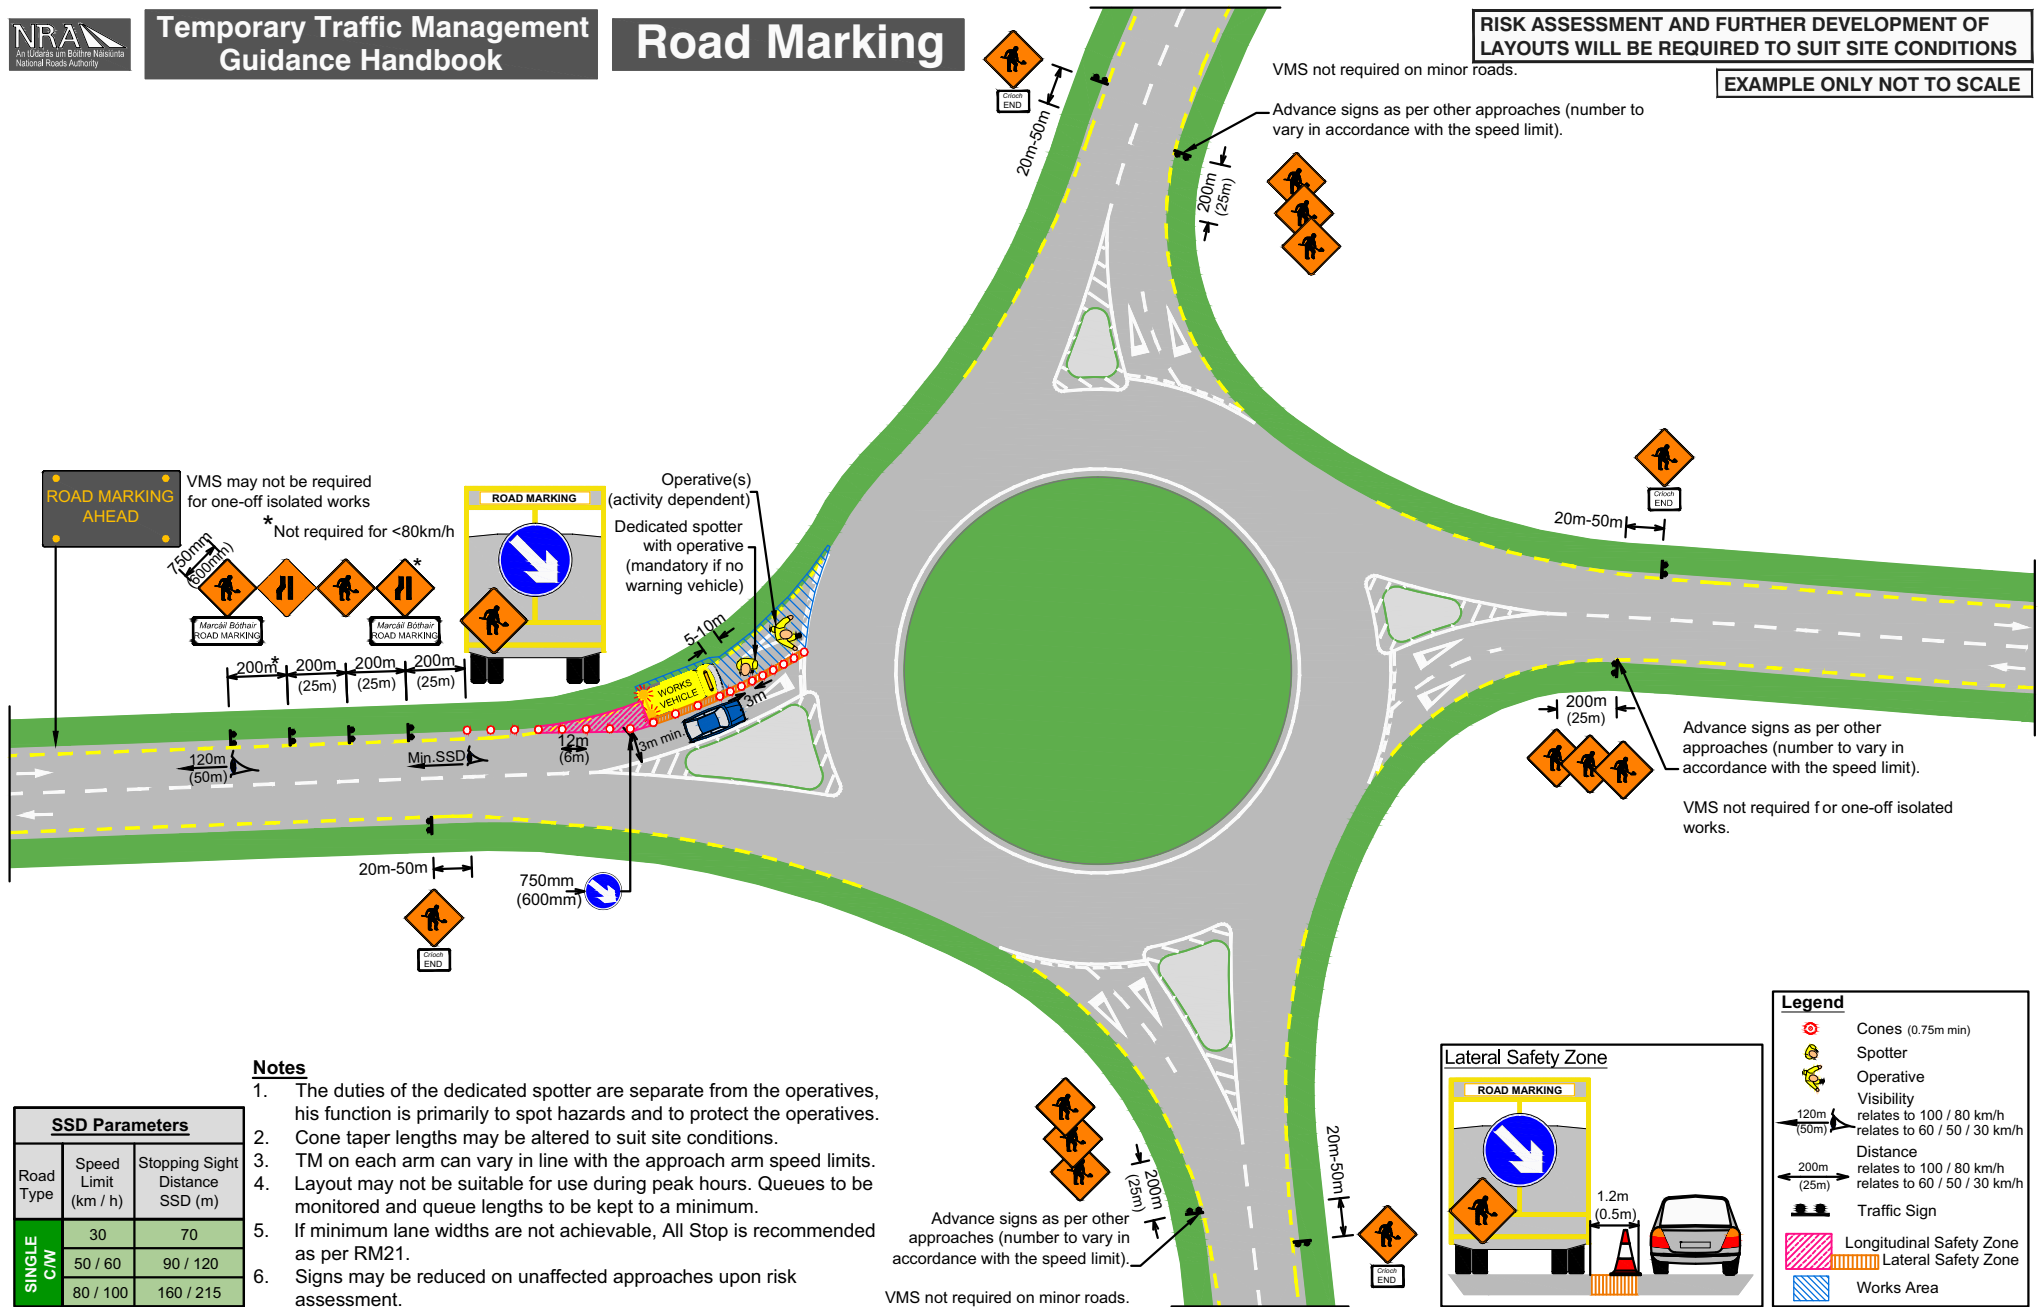 NRA
An tÚdarás um Bóithre Náisiúnta
National Roads Authority
Temporary Traffic Management
Guidance Handbook
Road Marking
RISK ASSESSMENT AND FURTHER DEVELOPMENT OF
LAYOUTS WILL BE REQUIRED TO SUIT SITE CONDITIONS
EXAMPLE ONLY NOT TO SCALE
Crioch
END
20m-50m
VMS not required on minor roads.
Advance signs as per other approaches (number to
vary in accordance with the speed limit).
200m
(25m)
ROAD MARKING
AHEAD
VMS may not be required
for one-off isolated works
*Not required for <80km/h
750mm
(600mm)
*
Marcáil Bóthair
ROAD MARKING
Marcáil Bóthair
ROAD MARKING
200m*
200m
(25m)
200m
(25m)
200m
(25m)
ROAD MARKING
Operative(s)
(activity dependent)
Dedicated spotter
with operative
(mandatory if no
warning vehicle)
5-10m
WORKS
VEHICLE
3m
3m min.
12m
(6m)
120m
(50m)
Min.SSD
20m-50m
Crioch
END
750mm
(600mm)
Crioch
END
20m-50m
200m
(25m)
Advance signs as per other
approaches (number to vary in
accordance with the speed limit).
VMS not required for one-off isolated
works.
200m
(25m)
Advance signs as per other
approaches (number to vary in
accordance with the speed limit).
VMS not required on minor roads.
20m-50m
Crioch
END
SSD Parameters
Road
Type
Speed
Limit
(km / h)
Stopping Sight
Distance
SSD (m)
SINGLE
C/W
30
70
50 / 60
90 / 120
80 / 100
160 / 215
Notes
1. The duties of the dedicated spotter are separate from the operatives,
his function is primarily to spot hazards and to protect the operatives.
2. Cone taper lengths may be altered to suit site conditions.
3. TM on each arm can vary in line with the approach arm speed limits.
4. Layout may not be suitable for use during peak hours. Queues to be
monitored and queue lengths to be kept to a minimum.
5. If minimum lane widths are not achievable, All Stop is recommended
as per RM21.
6. Signs may be reduced on unaffected approaches upon risk
assessment.
Lateral Safety Zone
ROAD MARKING
1.2m
(0.5m)
Legend
Cones (0.75m min)
Spotter
Operative
Visibility
120m
(50m)
relates to 100 / 80 km/h
relates to 60 / 50 / 30 km/h
Distance
200m
(25m)
relates to 100 / 80 km/h
relates to 60 / 50 / 30 km/h
Traffic Sign
Longitudinal Safety Zone
Lateral Safety Zone
Works Area